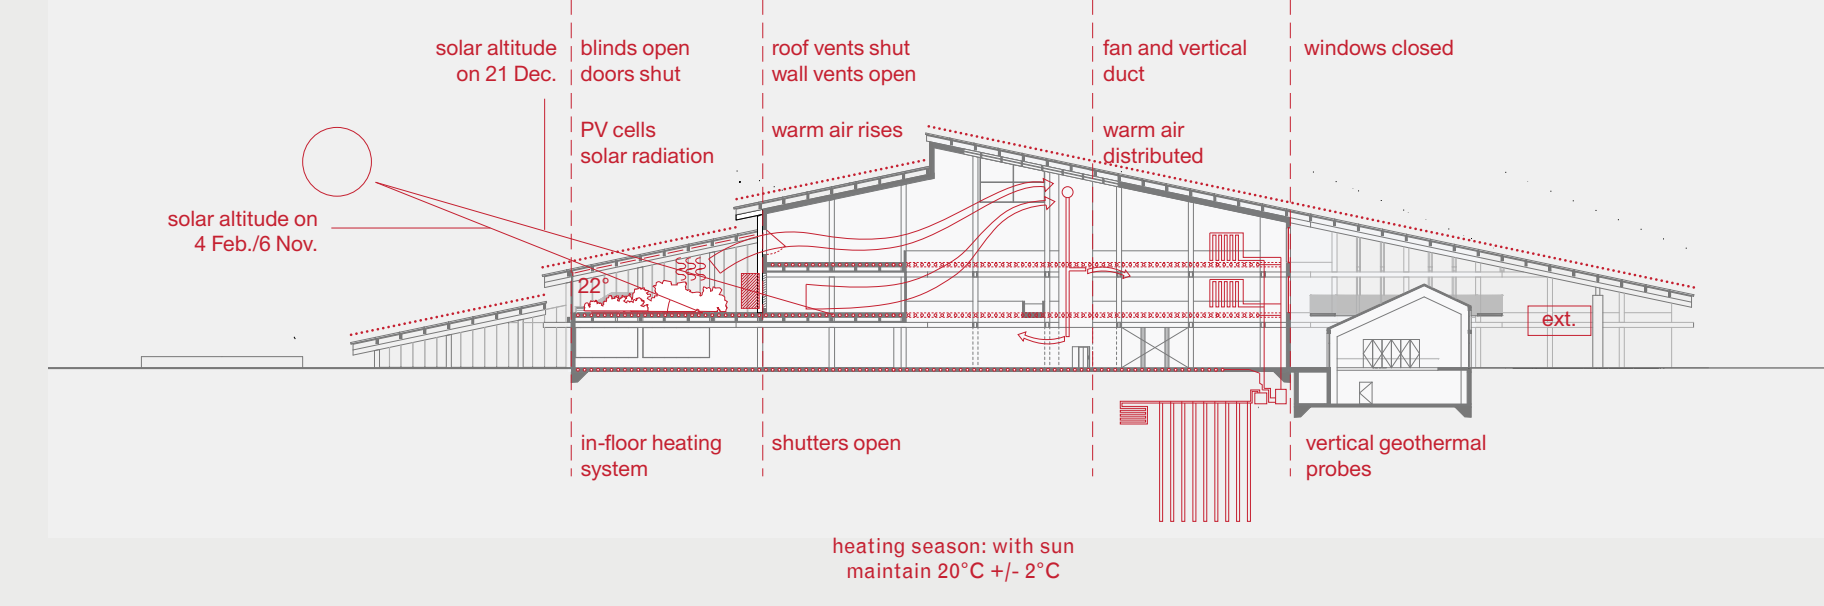 solar altitude
on 21 Dec.
blinds open
doors shut
roof vents shut
wall vents open
fan and vertical
duct
windows closed
PV cells
solar radiation
warm air rises
warm air
distributed
solar altitude on
4 Feb./6 Nov.
22°
ext.
in-floor heating
system
shutters open
vertical geothermal
probes
heating season: with sun
maintain 20°C +/- 2°C